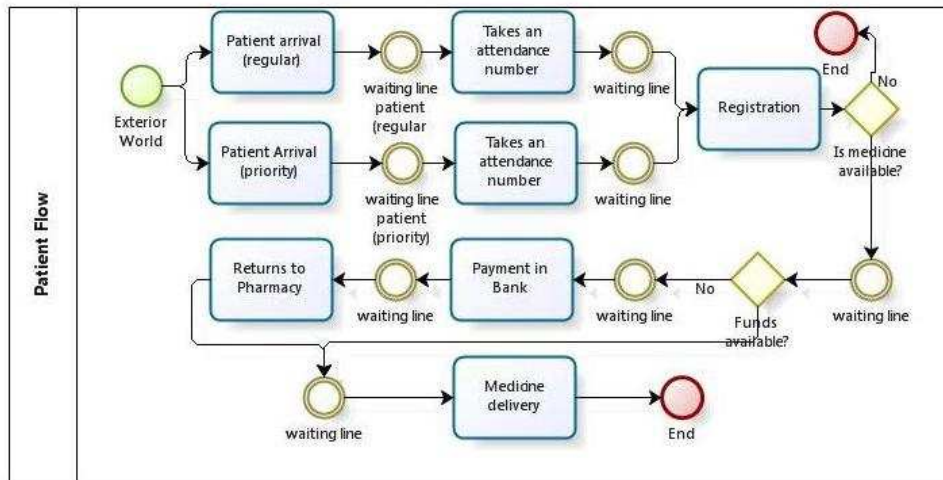 Patient Flow
Exterior
World
Patient arrival
(regular)
waiting line
patient
(regular
Takes an
attendance
number
waiting line
Patient Arrival
(priority)
waiting line
patient
(priority)
Takes an
attendance
number
waiting line
Registration
End
No
Is medicine
available?
waiting line
Funds
available?
No
waiting line
Payment in
Bank
waiting line
Returns to
Pharmacy
waiting line
Medicine
delivery
End